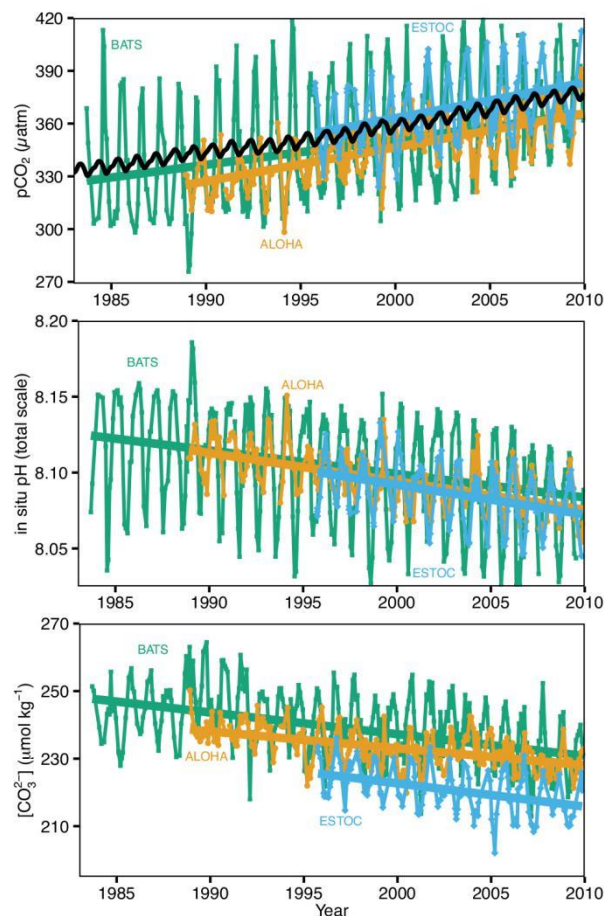 420
390
360
330
300
270
pCO₂ (µatm)
BATS
ESTOC
ALOHA
1985 1990 1995 2000 2005 2010
8.20
8.15
8.10
8.05
in situ pH (total scale)
BATS
ALOHA
ESTOC
1985 1990 1995 2000 2005 2010
270
250
230
210
[CO₃²⁻] (µmol kg⁻¹)
BATS
ALOHA
ESTOC
1985 1990 1995 2000 2005 2010
Year